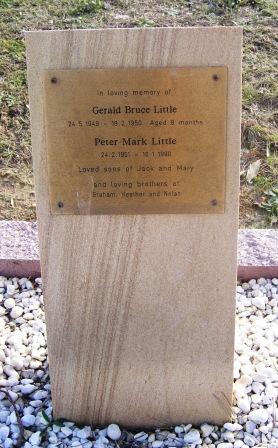 In loving memory of
Gerald Bruce Little
24.5.1949 - 18.2.1950 Aged 8 months
Peter Mark Little
24.2.1951 - 16.1.1998
Loved sons of Jack and Mary
and loving brothers of
Graham, Heather and Nolan